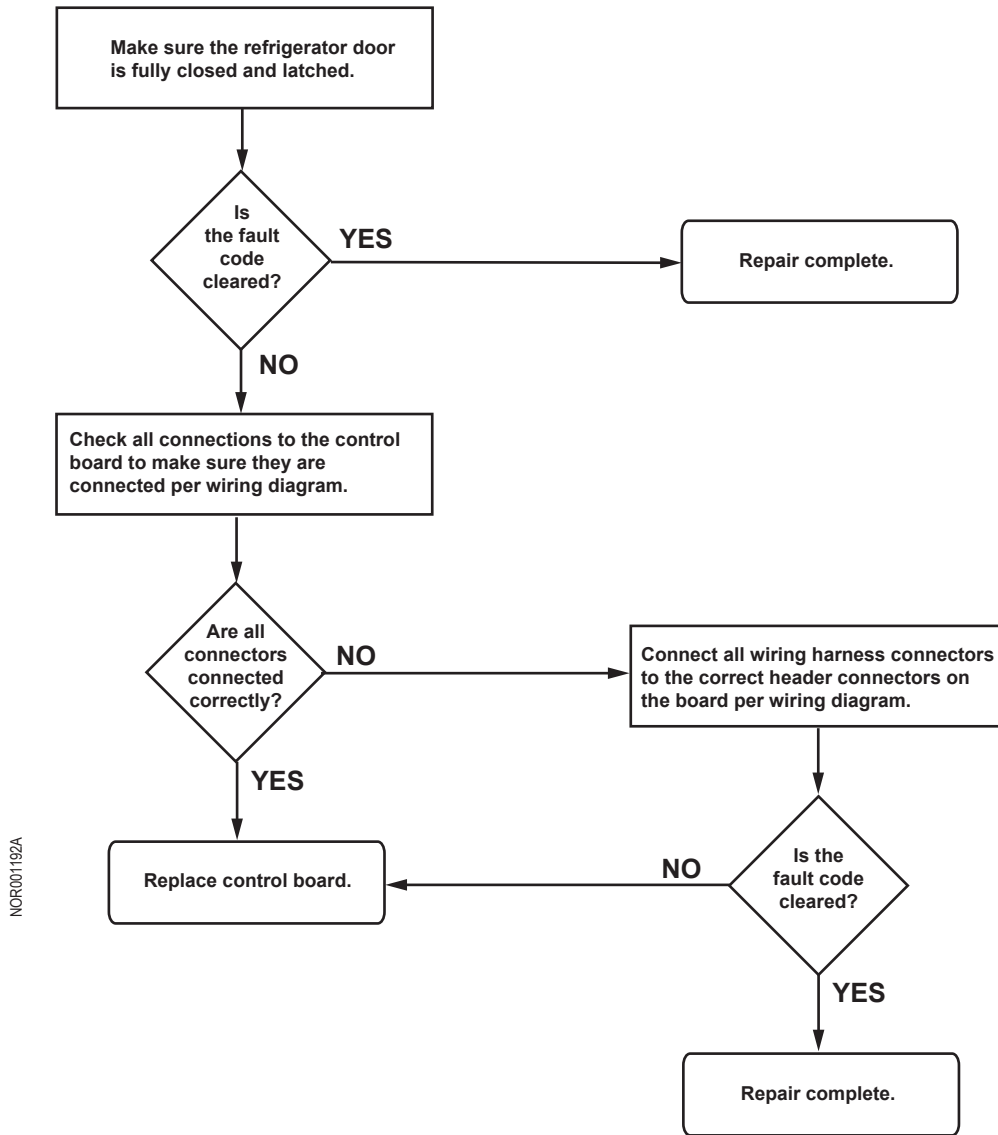 Make sure the refrigerator door
is fully closed and latched.
Is
the fault
code
cleared?
YES
Repair complete.
NO
Check all connections to the control
board to make sure they are
connected per wiring diagram.
Are all
connectors
connected
correctly?
NO
Connect all wiring harness connectors
to the correct header connectors on
the board per wiring diagram.
YES
Replace control board.
NO
Is the
fault code
cleared?
YES
Repair complete.
NOR001192A